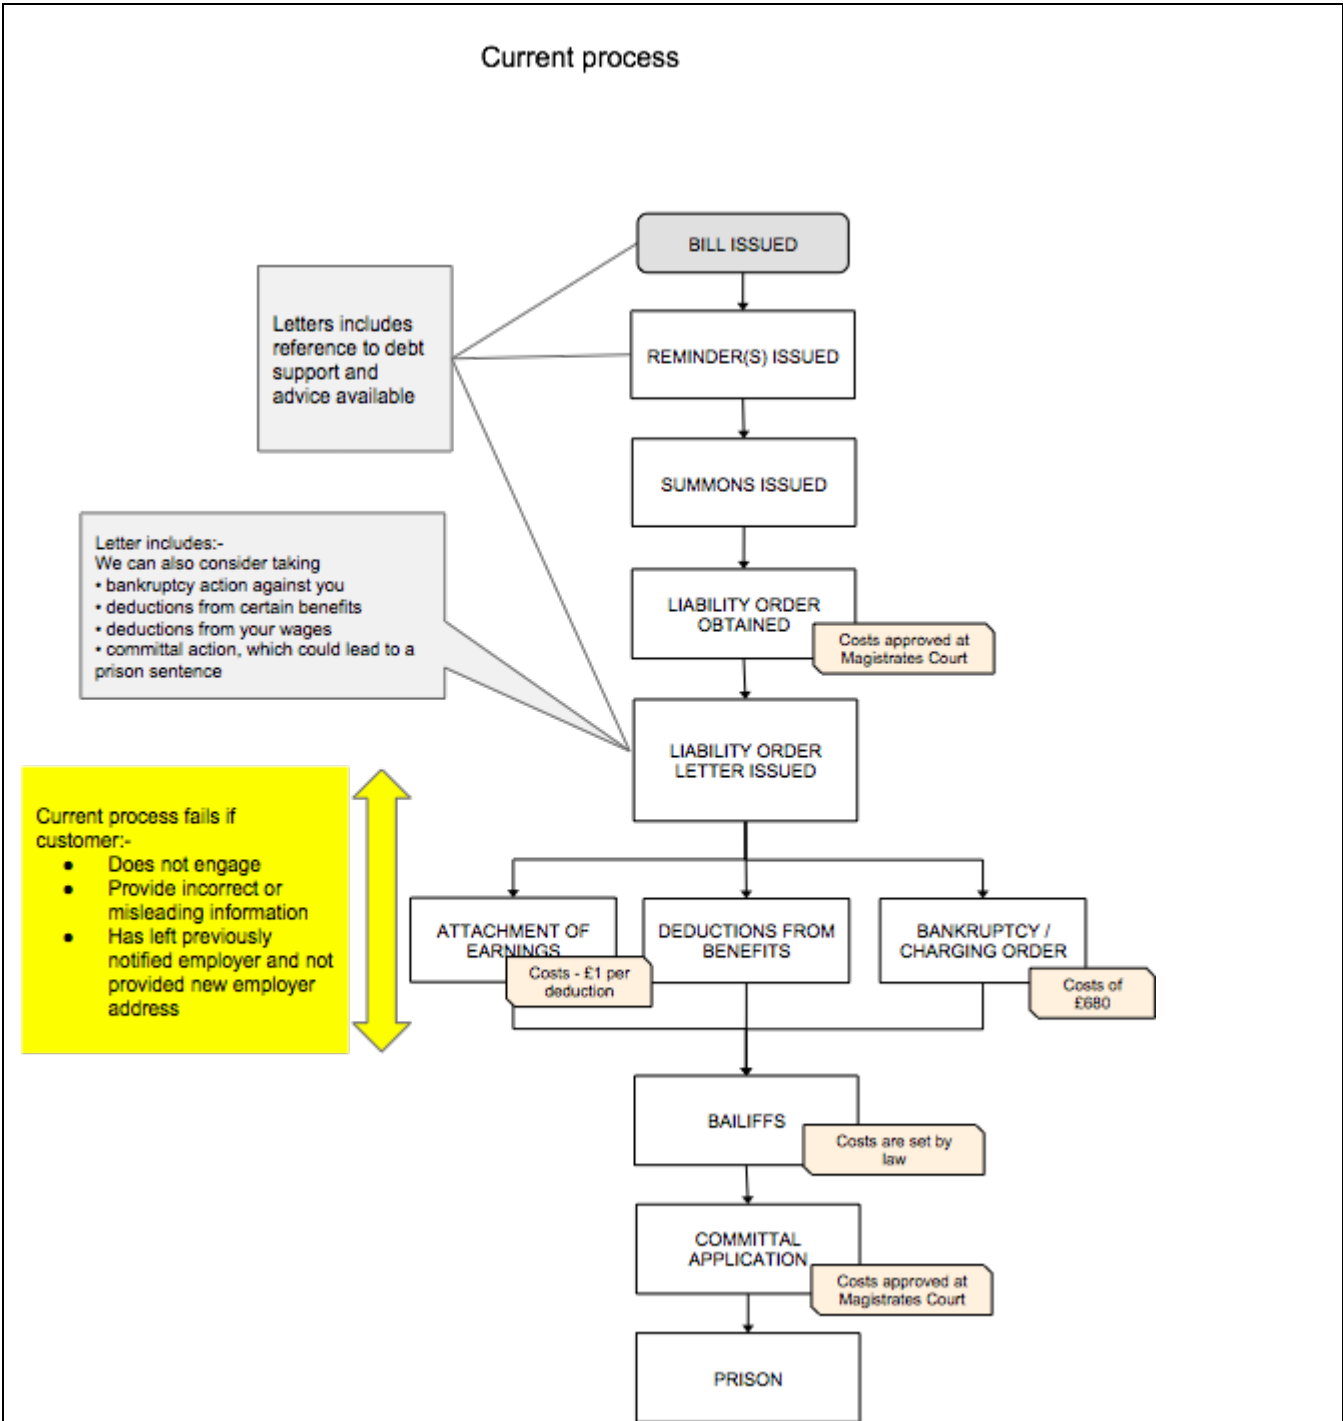 Current process
BILL ISSUED
Letters includes
reference to debt
support and
advice available
REMINDER(S) ISSUED
SUMMONS ISSUED
Letter includes:-
We can also consider taking
• bankruptcy action against you
• deductions from certain benefits
• deductions from your wages
• committal action, which could lead to a
prison sentence
LIABILITY ORDER
OBTAINED
Costs approved at
Magistrates Court
LIABILITY ORDER
LETTER ISSUED
Current process fails if
customer:-
● Does not engage
● Provide incorrect or
misleading information
● Has left previously
notified employer and not
provided new employer
address
ATTACHMENT OF
EARNINGS
Costs - £1 per
deduction
DEDUCTIONS FROM
BENEFITS
BANKRUPTCY /
CHARGING ORDER
Costs of
£680
BAILIFFS
Costs are set by
law
COMMITTAL
APPLICATION
Costs approved at
Magistrates Court
PRISON